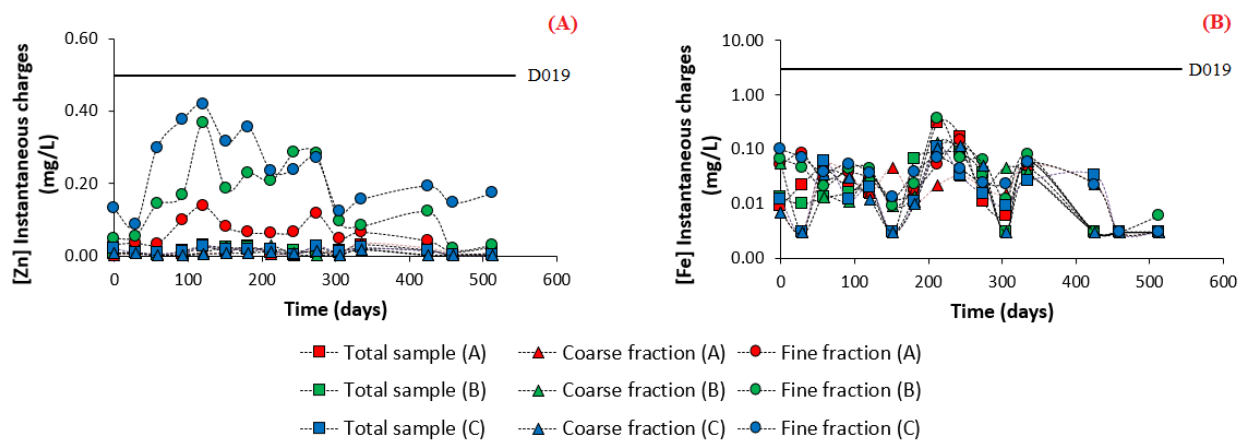 (A)
0.60
0.40
0.20
0.00
D019
0 100 200 300 400 500 600
Time (days)
[Zn] Instantaneous charges
(mg/L)
(B)
10.00
1.00
0.10
0.01
0.00
D019
0 100 200 300 400 500 600
Time (days)
[Fe] Instantaneous charges
(mg/L)
Total sample (A) Coarse fraction (A) Fine fraction (A)
Total sample (B) Coarse fraction (B) Fine fraction (B)
Total sample (C) Coarse fraction (C) Fine fraction (C)